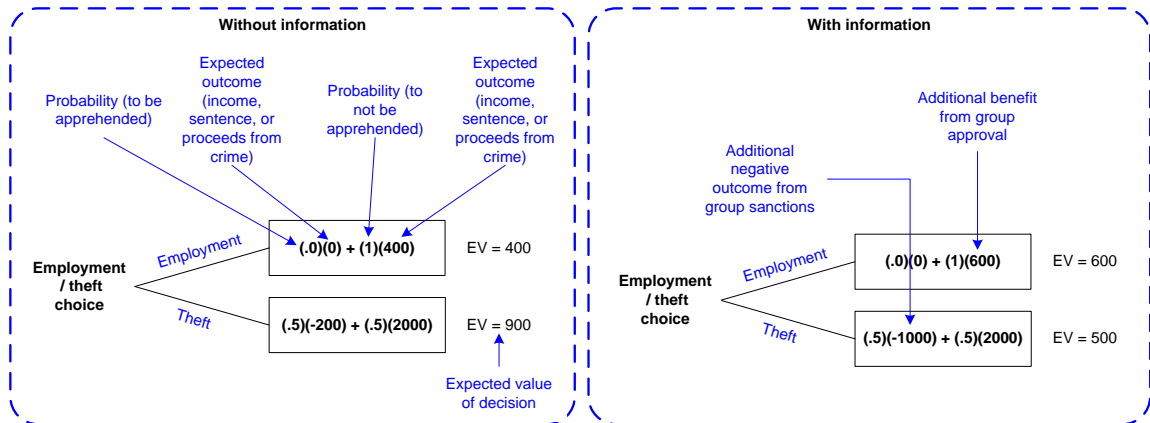 Without information
Probability (to be
apprehended)
Expected
outcome
(income,
sentence, or
proceeds from
crime)
Probability (to
not be
apprehended)
Expected
outcome
(income,
sentence, or
proceeds from
crime)
Employment
/ theft
choice
Employment
(.0)(0) + (1)(400)
EV = 400
Theft
(.5)(-200) + (.5)(2000)
EV = 900
Expected value
of decision
With information
Additional benefit
from group
approval
Additional
negative
outcome from
group sanctions
Employment
/ theft
choice
Employment
(.0)(0) + (1)(600)
EV = 600
Theft
(.5)(-1000) + (.5)(2000)
EV = 500